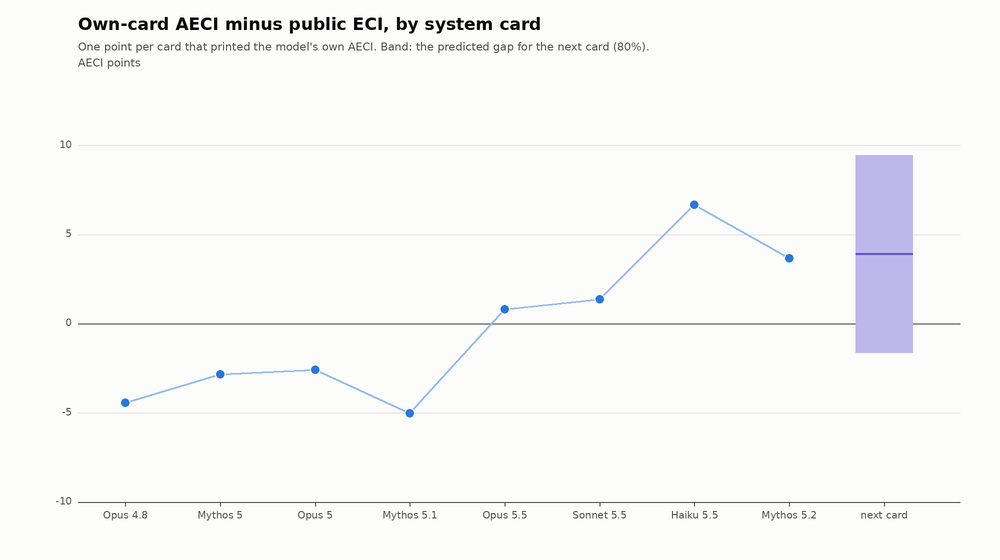 Own-card AECI minus public ECI, by system card
One point per card that printed the model's own AECI. Band: the predicted gap for the next card (80%).
AECI points
10
5
0
-5
-10
Opus 4.8 Mythos 5 Opus 5 Mythos 5.1 Opus 5.5 Sonnet 5.5 Haiku 5.5 Mythos 5.2 next card